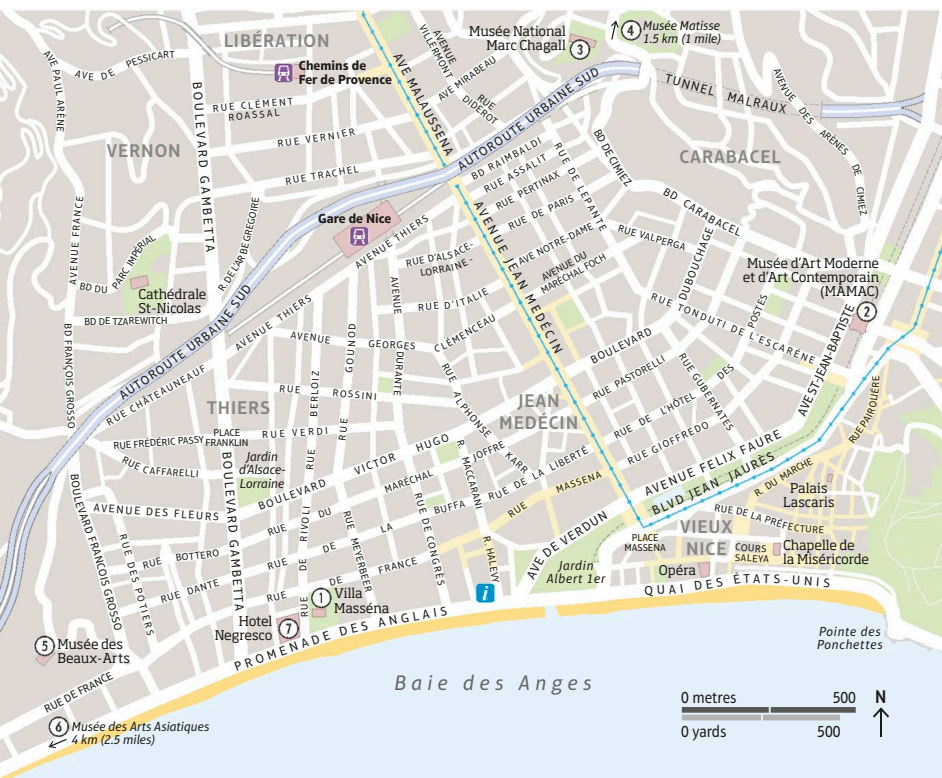 LIBÉRATION
AVE DE PESSICART
AVE PAUL ARÈNE
Chemins de
Fer de Provence
AVE MALAUSSENA
AVENUE
VILLERMONT
AVE MIRABEAU
RUE
DIDEROT
Musée National
Marc Chagall
3
4
Musée Matisse
1.5 km (1 mile)
TUNNEL MALRAUX
AVENUE DES ARÈNES DE CIMIEZ
BOULEVARD GAMBETTA
RUE CLÉMENT
ROASSAL
RUE VERNIER
VERNON
RUE TRACHEL
AUTOROUTE URBAINE SUD
BD RAIMBALDI
RUE ASSALIT
RUE PERTINAX
RUE DE PARIS
RUE DE LEPANTE
BD DE CIMIEZ
CARABACEL
BD CARABACEL
Gare de Nice
AVENUE THIERS
AVENUE FRANCE
BD DU PARC IMPÉRIAL
R. DE L'ARBE GREGOIRE
Cathédrale
St-Nicolas
BD DE TZAREWITCH
RUE D'ALSACE-
LORRAINE-
AVE NOTRE-DAME
AVENUE DU
MARÉCHAL FOCH
RUE VALPERGA
DUBOUCHAGE
Musée d'Art Moderne
et d'Art Contemporain
(MAMAC)
2
AVENUE JEAN MEDÉCIN
RUE D'ITALIE
RUE TONDUTI DE L'ESCARÈNE
AVE ST-JEAN-BAPTISTE
AUTOROUTE URBAINE SUD
AVENUE THIERS
AVENUE GEORGES CLÉMENCEAU
AVENUE DURANTE
RUE GOUNOD
BOULEVARD
RUE PASTORELLI
RUE GUBERNATES
DES POSTES
BD FRANÇOIS GROSSO
RUE CHÂTEAUNEUF
THIERS
RUE ROSSINI
RUE BERLOIZ
RUE ALPHONSE KARR
JEAN
MEDÉCIN
RUE DE L'HÔTEL
RUE PAIROUÈRE
RUE FRÉDÉRIC PASSY
PLACE
FRANKLIN
RUE VERDI
RUE CAFFARELLI
Jardin
d'Alsace-
Lorraine
BOULEVARD VICTOR HUGO
RUE DU MARÉCHAL JOFFRE
R. MACCARANI
RUE DE LA BUFFA
RUE DE LA LIBERTÉ
RUE GIOFFREDO
AVENUE FELIX FAURE
BLVD JEAN JAURÈS
R. DU MARCHE
Palais
Lascaris
BOULEVARD FRANÇOIS GROSSO
AVENUE DES FLEURS
BOULEVARD GAMBETTA
RUE DE RIVOLI
RUE MEYERBEER
RUE DE CONGRÈS
RUE MASSENA
AVE DE VERDUN
PLACE
MASSENA
VIEUX
NICE
RUE DE LA PRÉFECTURE
COURS
SALEYA
Chapelle de
la Miséricorde
RUE DES POTIERS
RUE BOTTERO
RUE DANTE
RUE DE FRANCE
R. HALEVY
Jardin
Albert 1er
Opéra
QUAI DES ÉTATS-UNIS
i
1
Villa
Masséna
Hotel
Negresco
7
PROMENADE DES ANGLAIS
5
Musée des
Beaux-Arts
RUE DE FRANCE
Pointe des
Ponchettes
Baie des Anges
6
Musée des Arts Asiatiques
4 km (2.5 miles)
0 metres 500
0 yards 500
N